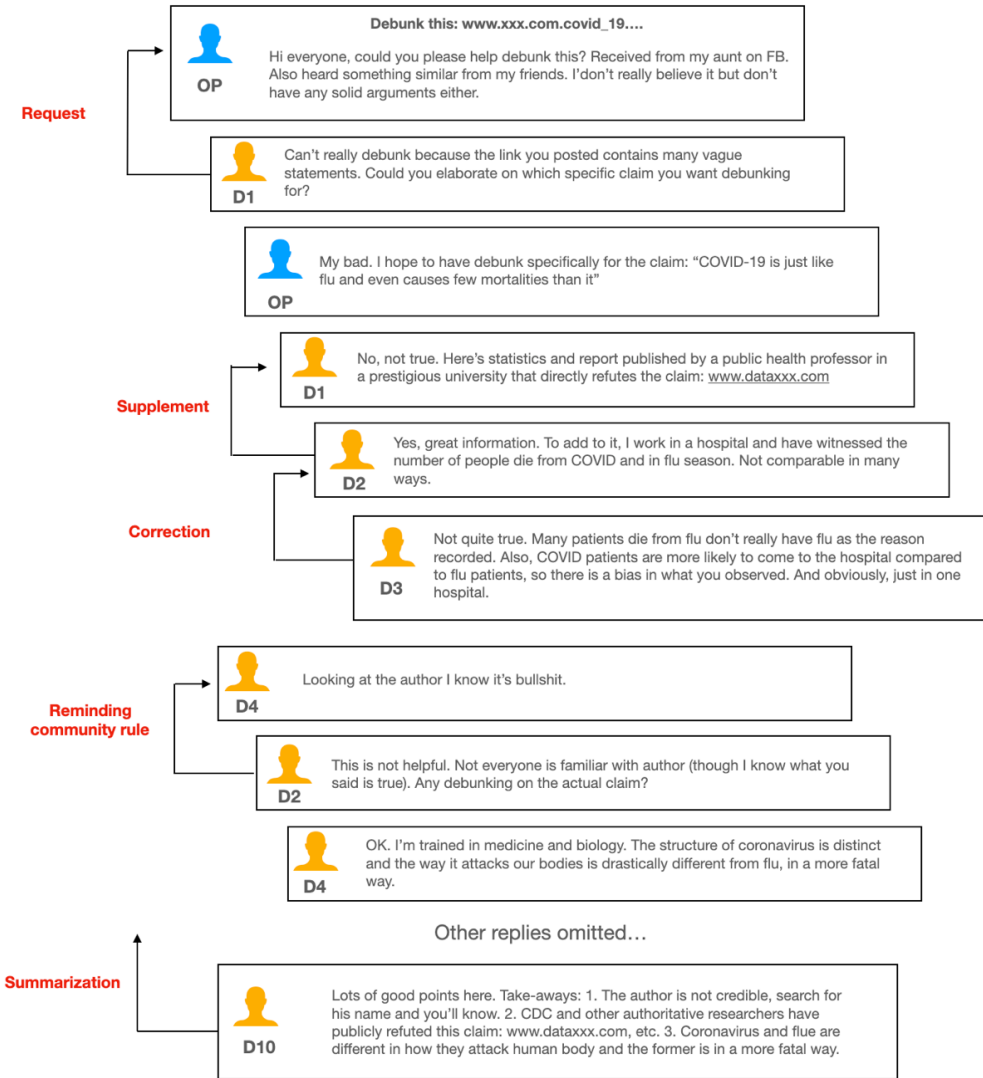 Debunk this: www.xxx.com.covid_19....
Hi everyone, could you please help debunk this? Received from my aunt on FB.
Also heard something similar from my friends. I'don't really believe it but don't
have any solid arguments either.
OP
Request
Can't really debunk because the link you posted contains many vague
statements. Could you elaborate on which specific claim you want debunking
for?
D1
My bad. I hope to have debunk specifically for the claim: “COVID-19 is just like
flu and even causes few mortalities than it”
OP
No, not true. Here's statistics and report published by a public health professor in
a prestigious university that directly refutes the claim: www.dataxxx.com
D1
Supplement
Yes, great information. To add to it, I work in a hospital and have witnessed the
number of people die from COVID and in flu season. Not comparable in many
ways.
D2
Correction
Not quite true. Many patients die from flu don't really have flu as the reason
recorded. Also, COVID patients are more likely to come to the hospital compared
to flu patients, so there is a bias in what you observed. And obviously, just in one
hospital.
D3
Looking at the author I know it's bullshit.
D4
Reminding
community rule
This is not helpful. Not everyone is familiar with author (though I know what you
said is true). Any debunking on the actual claim?
D2
OK. I'm trained in medicine and biology. The structure of coronavirus is distinct
and the way it attacks our bodies is drastically different from flu, in a more fatal
way.
D4
Other replies omitted…
Summarization
Lots of good points here. Take-aways: 1. The author is not credible, search for
his name and you'll know. 2. CDC and other authoritative researchers have
publicly refuted this claim: www.dataxxx.com, etc. 3. Coronavirus and flue are
different in how they attack human body and the former is in a more fatal way.
D10